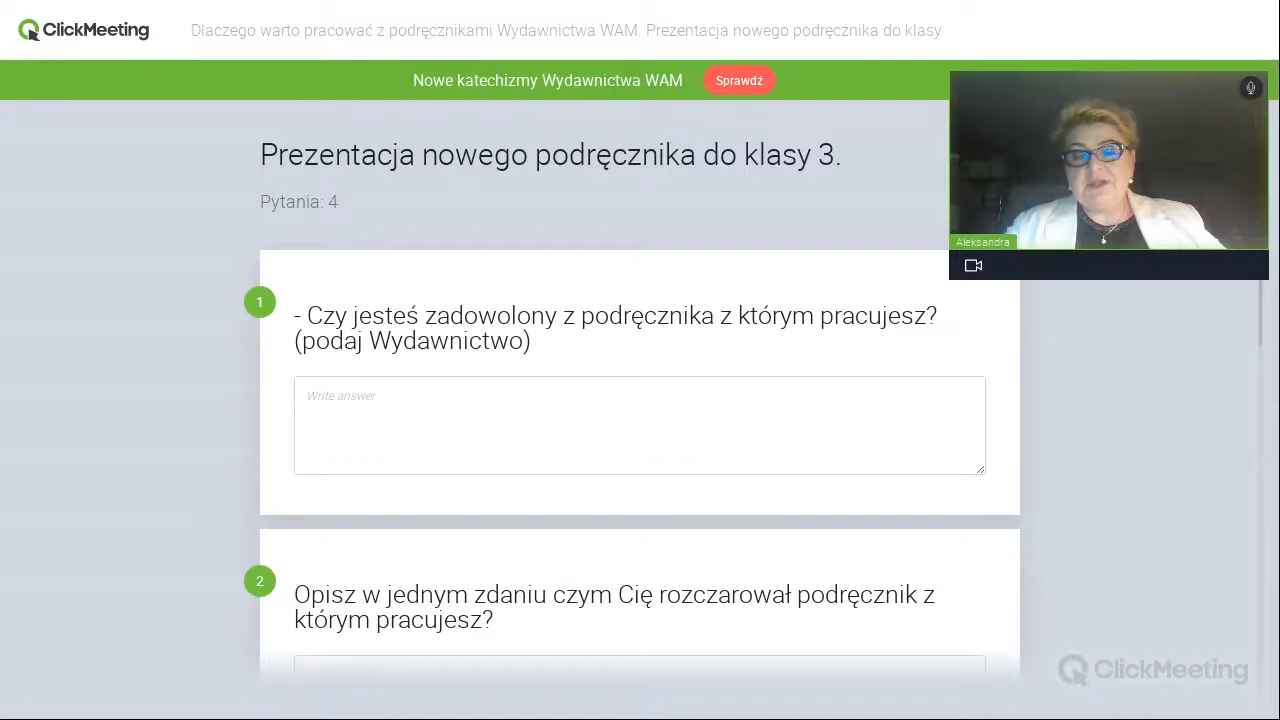 ClickMeeting
Dlaczego warto pracować z podręcznikami Wydawnictwa WAM. Prezentacja nowego podręcznika do klasy
Nowe katechizmy Wydawnictwa WAM
Sprawdź
Aleksandra
Prezentacja nowego podręcznika do klasy 3.
Pytania: 4
1
- Czy jesteś zadowolony z podręcznika z którym pracujesz?
(podaj Wydawnictwo)
Write answer
2
Opisz w jednym zdaniu czym Cię rozczarował podręcznik z
którym pracujesz?
ClickMeeting